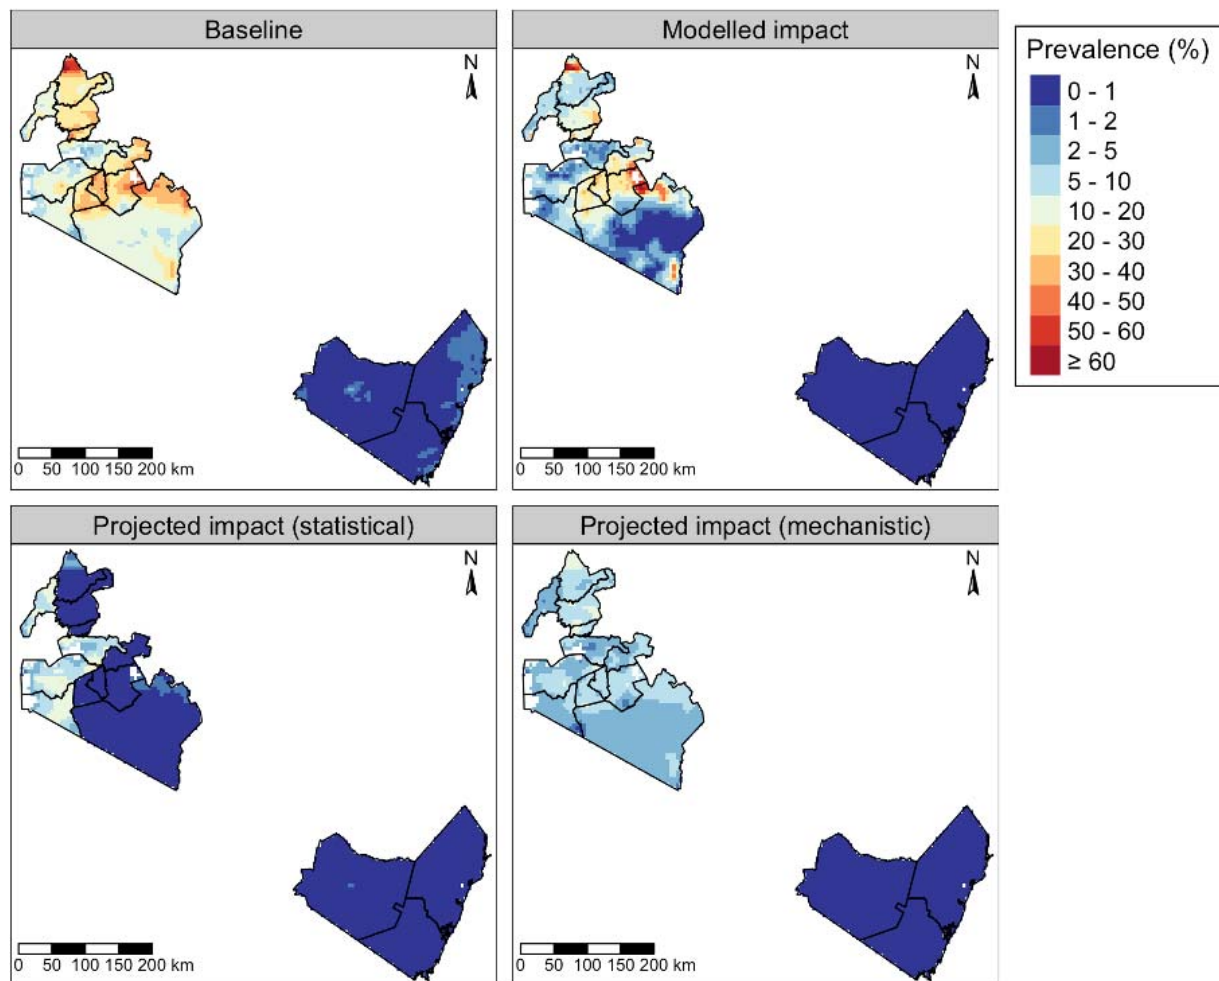 Baseline
Modelled impact
N
N
Prevalence (%)
0 - 1
1 - 2
2 - 5
5 - 10
10 - 20
20 - 30
30 - 40
40 - 50
50 - 60
≥ 60
0 50 100 150 200 km
0 50 100 150 200 km
Projected impact (statistical)
Projected impact (mechanistic)
N
N
0 50 100 150 200 km
0 50 100 150 200 km